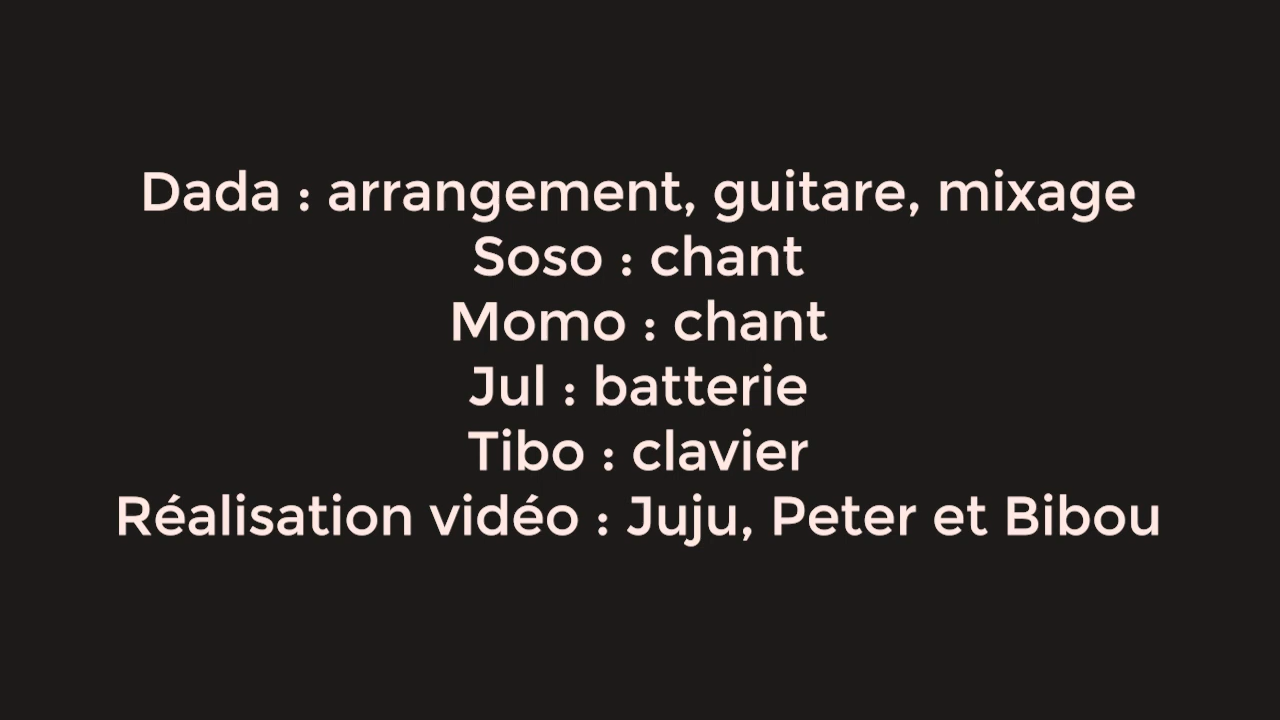 Dada : arrangement, guitare, mixage
Soso : chant
Momo : chant
Jul : batterie
Tibo : clavier
Réalisation vidéo : Juju, Peter et Bibou